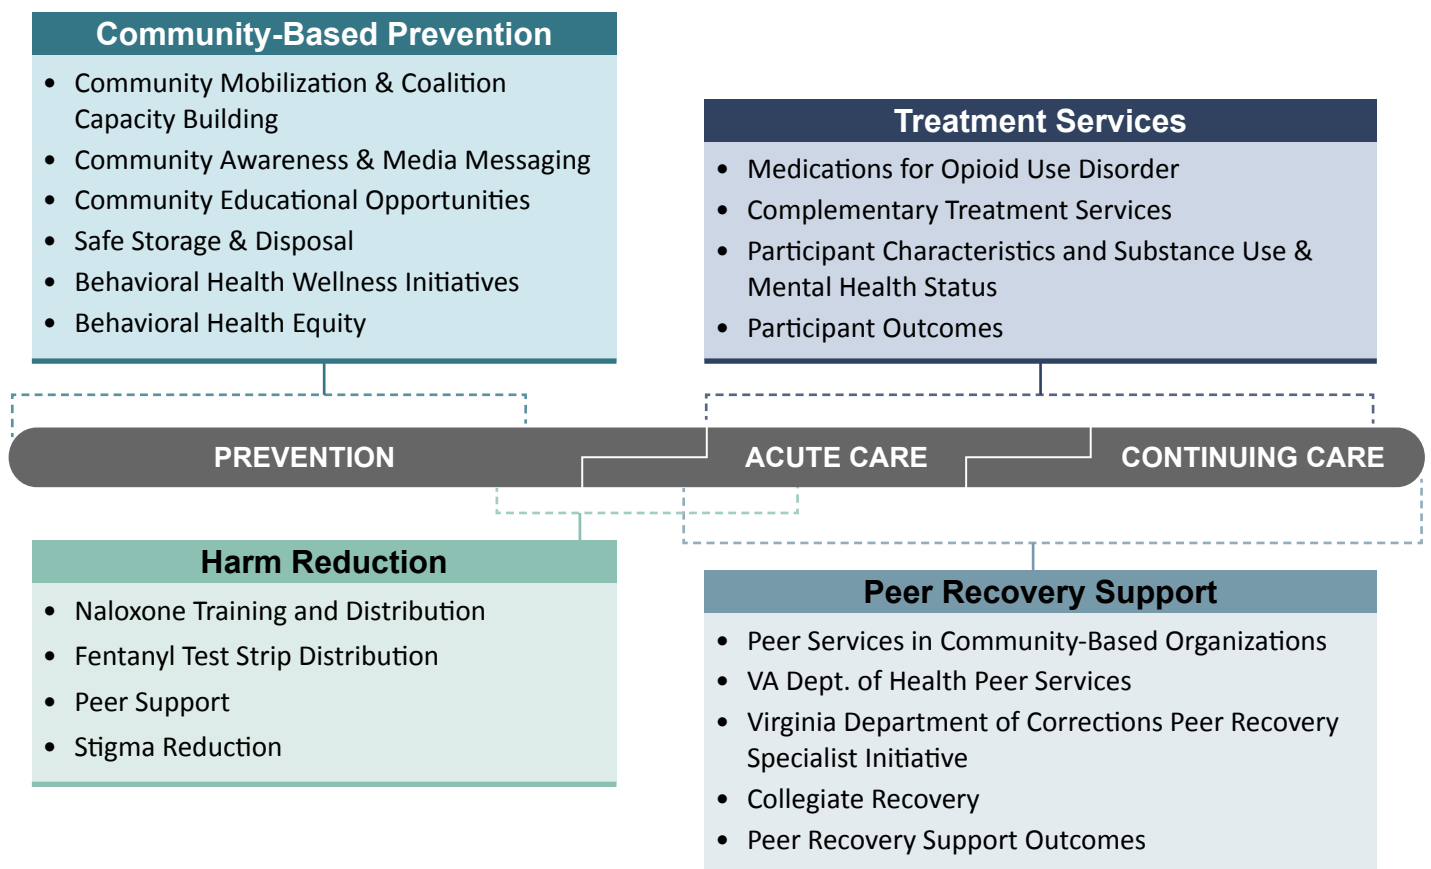 Community-Based Prevention
• Community Mobilization & Coalition
Capacity Building
• Community Awareness & Media Messaging
• Community Educational Opportunities
• Safe Storage & Disposal
• Behavioral Health Wellness Initiatives
• Behavioral Health Equity
Treatment Services
• Medications for Opioid Use Disorder
• Complementary Treatment Services
• Participant Characteristics and Substance Use &
Mental Health Status
• Participant Outcomes
PREVENTION
ACUTE CARE
CONTINUING CARE
Harm Reduction
• Naloxone Training and Distribution
• Fentanyl Test Strip Distribution
• Peer Support
• Stigma Reduction
Peer Recovery Support
• Peer Services in Community-Based Organizations
• VA Dept. of Health Peer Services
• Virginia Department of Corrections Peer Recovery
Specialist Initiative
• Collegiate Recovery
• Peer Recovery Support Outcomes